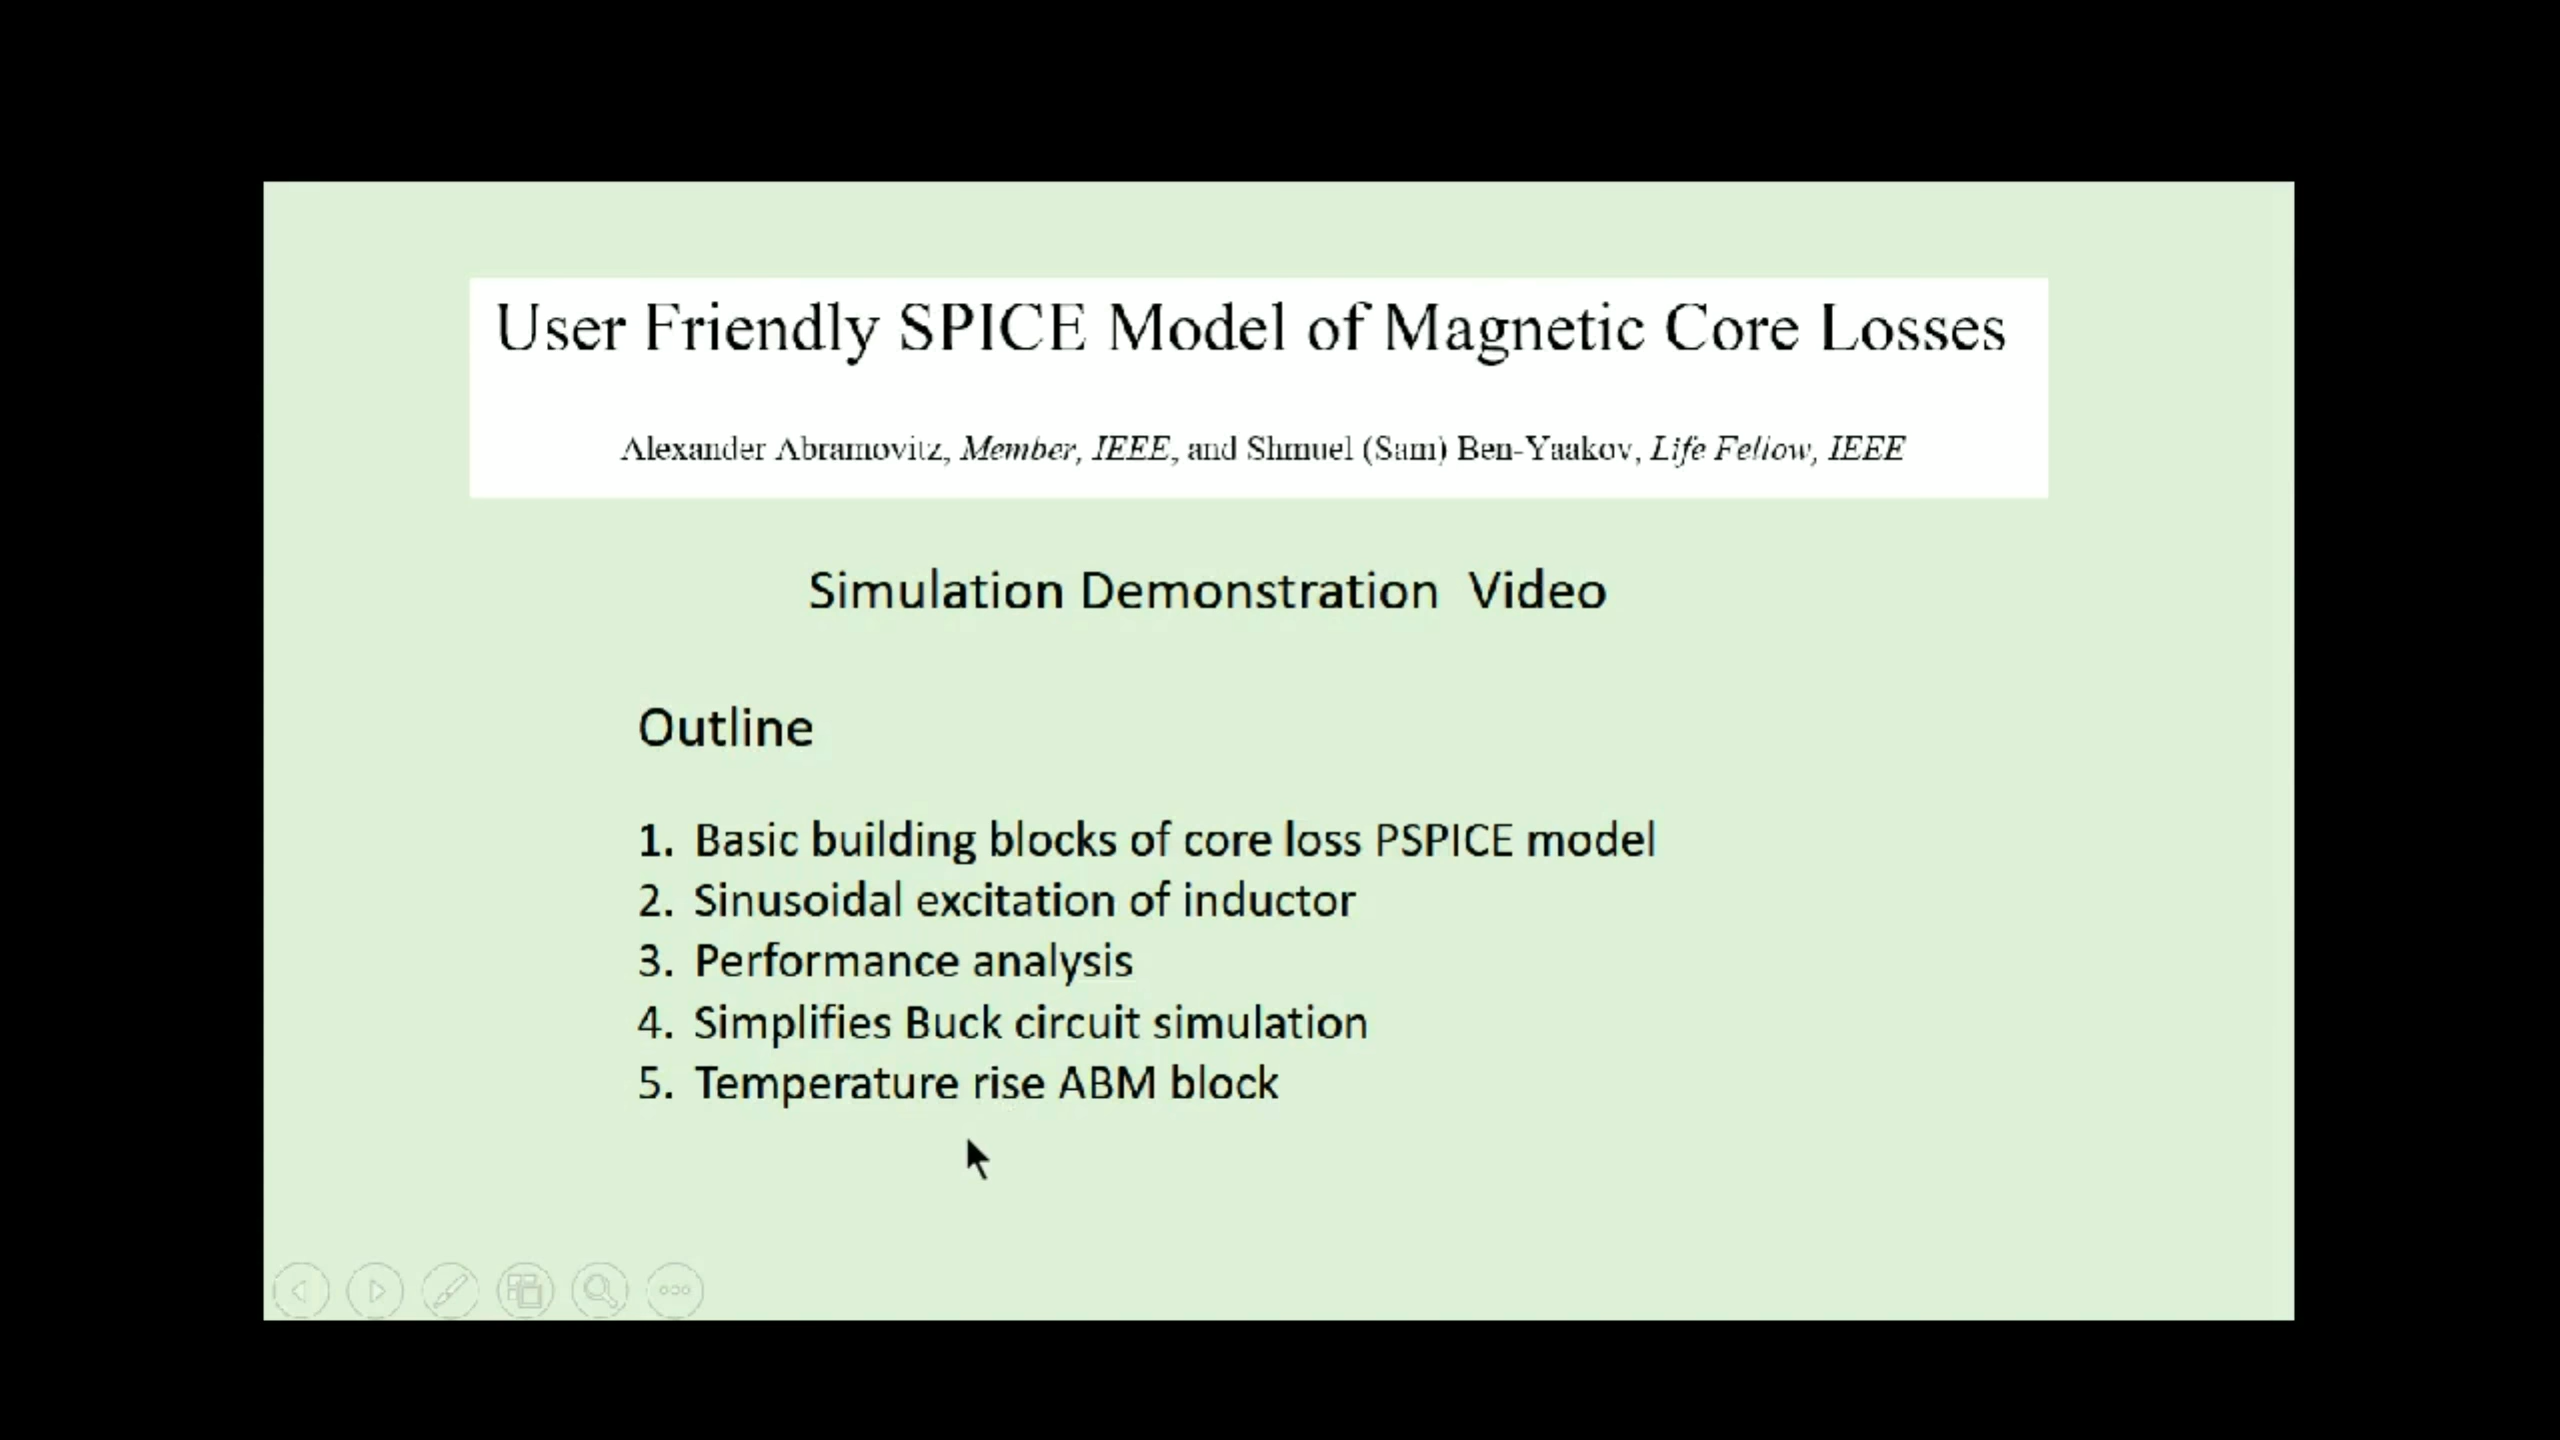 User Friendly SPICE Model of Magnetic Core Losses
Alexander Abramovitz, Member, IEEE, and Shmuel (Sam) Ben-Yaakov, Life Fellow, IEEE
Simulation Demonstration  Video
Outline
1. Basic building blocks of core loss PSPICE model
2. Sinusoidal excitation of inductor
3. Performance analysis
4. Simplifies Buck circuit simulation
5. Temperature rise ABM block